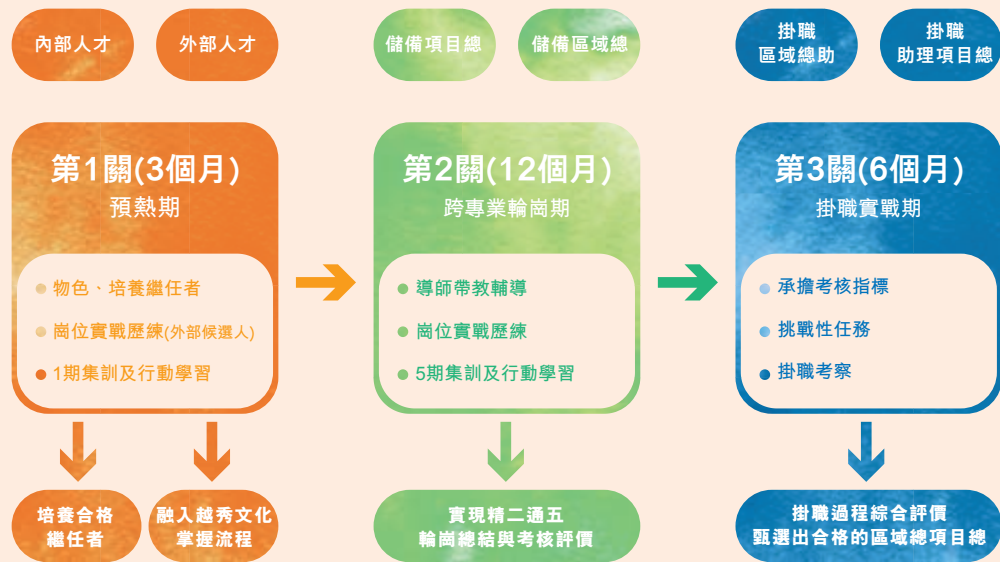 內部人才
外部人才
儲備項目總
儲備區域總
掛職
區域總助
掛職
助理項目總
第1關(3個月)
預熱期
物色、培養繼任者
崗位實戰歷練(外部候選人)
1期集訓及行動學習
第2關(12個月)
跨專業輪崗期
導師帶教輔導
崗位實戰歷練
5期集訓及行動學習
第3關(6個月)
掛職實戰期
承擔考核指標
挑戰性任務
掛職考察
培養合格
繼任者
融入越秀文化
掌握流程
實現精二通五
輪崗總結與考核評價
掛職過程綜合評價
甄選出合格的區域總項目總